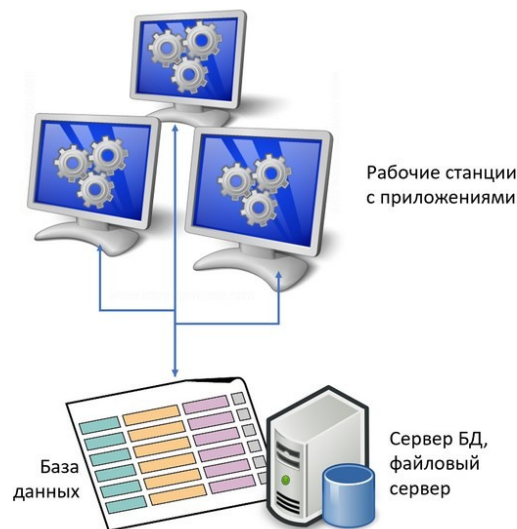 Рабочие станции
с приложениями
База
данных
Сервер БД,
файловый
сервер